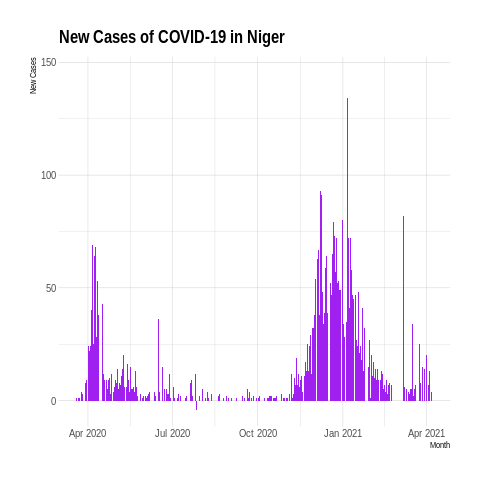 New Cases of COVID-19 in Niger
New Cases
150
100
50
0
Apr 2020 Jul 2020 Oct 2020 Jan 2021 Apr 2021
Month